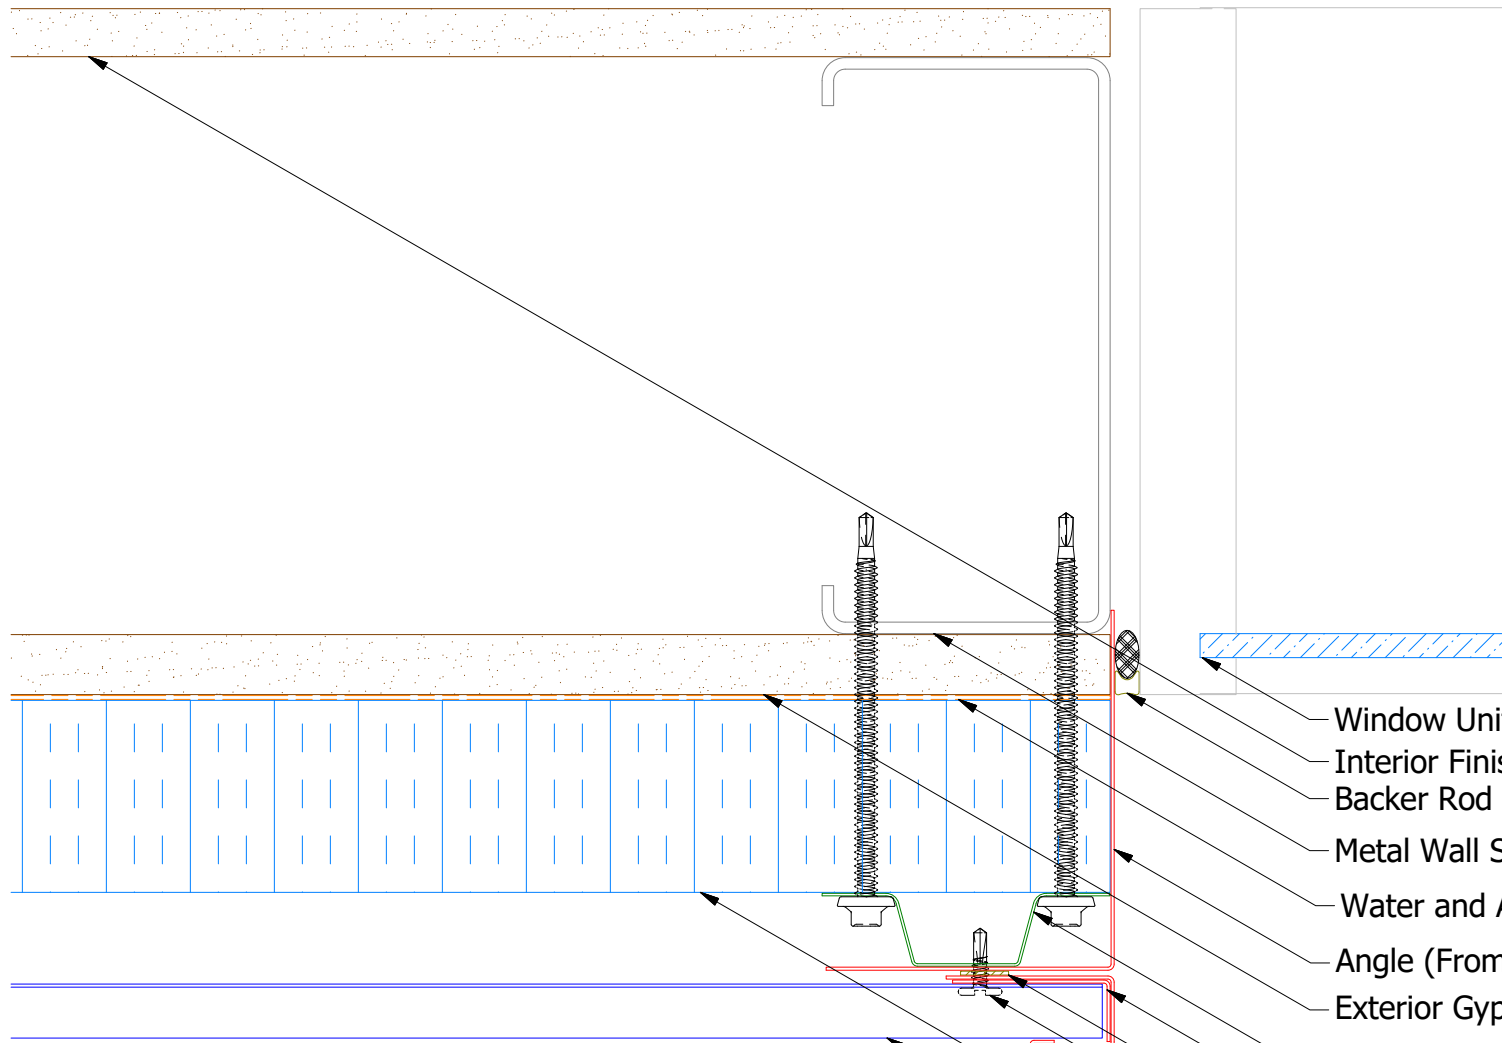 Window Uni
Interior Finis
Backer Rod
Metal Wall S
Water and A
Angle (From
Exterior Gyp